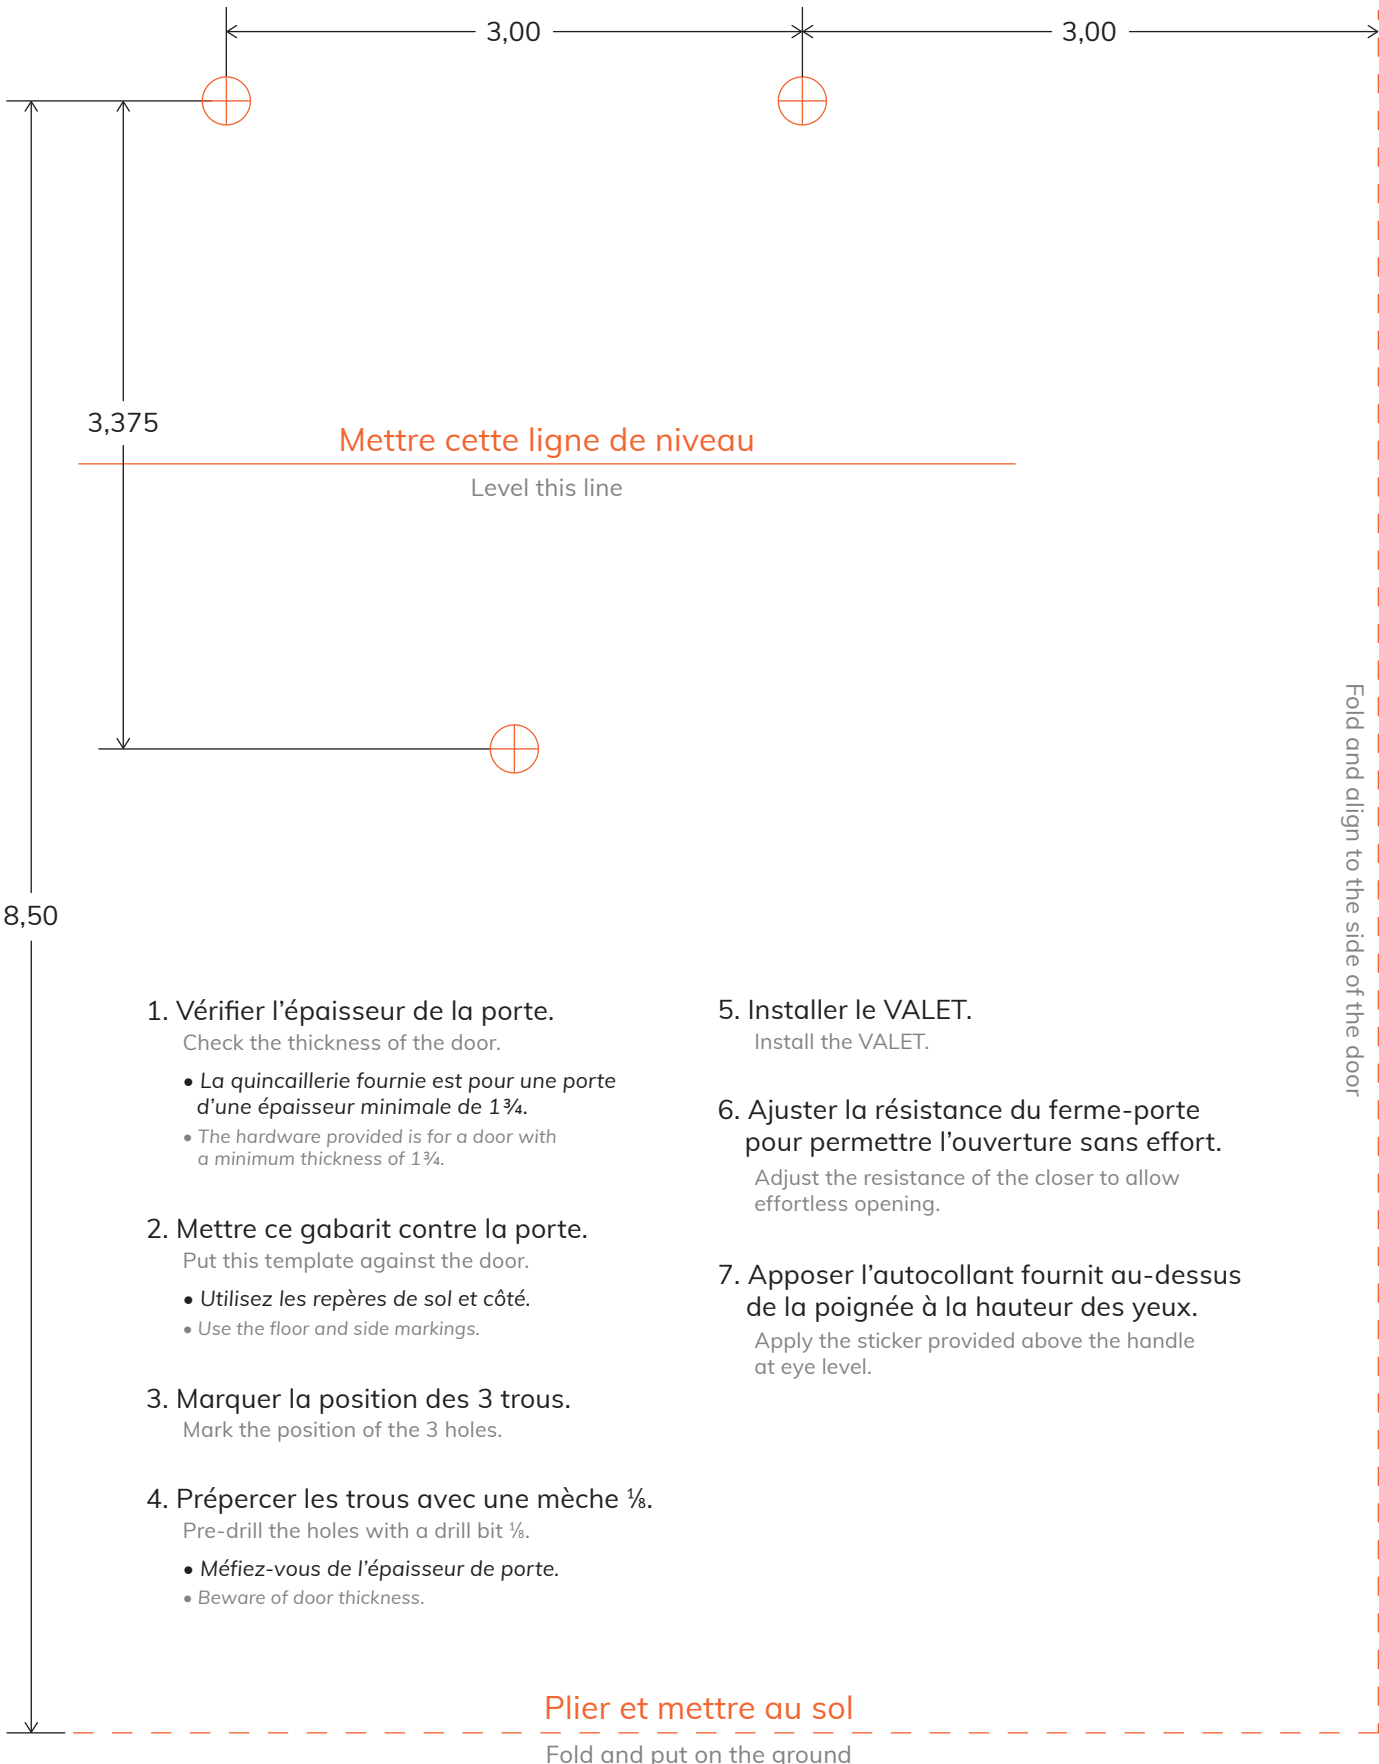 3,00
3,00
3,375
Mettre cette ligne de niveau
Level this line
Fold and align to the side of the door
8,50
1. Vérifier l’épaisseur de la porte.
Check the thickness of the door.
• La quincaillerie fournie est pour une porte
d’une épaisseur minimale de 1¾.
• The hardware provided is for a door with
a minimum thickness of 1¾.
2. Mettre ce gabarit contre la porte.
Put this template against the door.
• Utilisez les repères de sol et côté.
• Use the floor and side markings.
3. Marquer la position des 3 trous.
Mark the position of the 3 holes.
4. Prépercer les trous avec une mèche ⅛.
Pre-drill the holes with a drill bit ⅛.
• Méfiez-vous de l’épaisseur de porte.
• Beware of door thickness.
5. Installer le VALET.
Install the VALET.
6. Ajuster la résistance du ferme-porte
pour permettre l’ouverture sans effort.
Adjust the resistance of the closer to allow
effortless opening.
7. Apposer l’autocollant fournit au-dessus
de la poignée à la hauteur des yeux.
Apply the sticker provided above the handle
at eye level.
Plier et mettre au sol
Fold and put on the ground